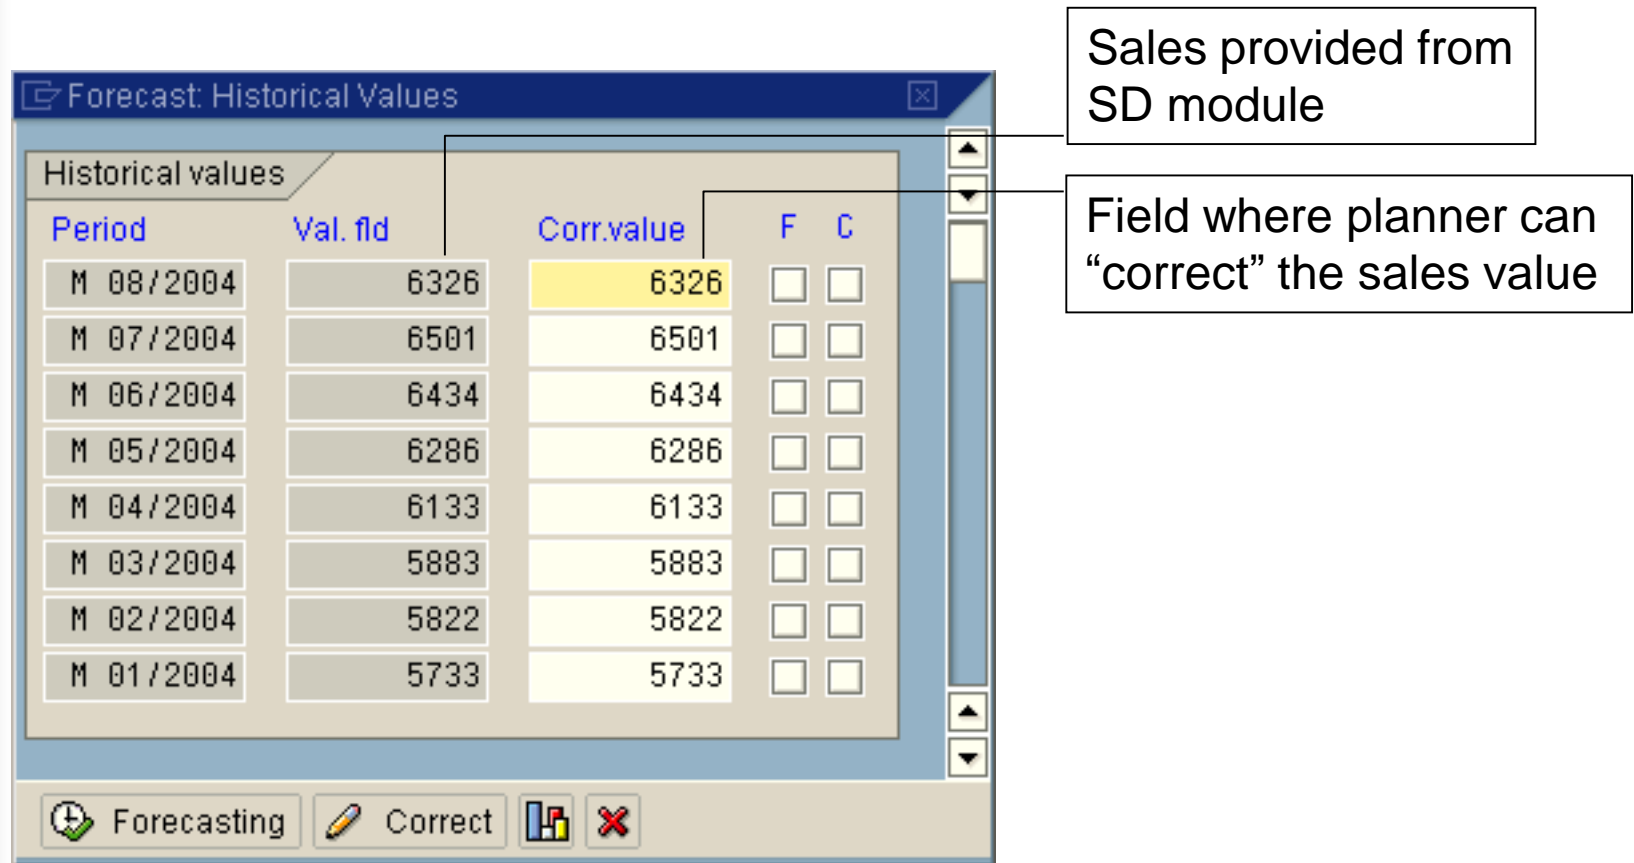 Sales provided from
SD module
Forecast: Historical Values
Historical values
Field where planner can
“correct” the sales value
Period Val. fld Corr.value F C
M 08/2004 6326 6326
M 07/2004 6501 6501
M 06/2004 6434 6434
M 05/2004 6286 6286
M 04/2004 6133 6133
M 03/2004 5883 5883
M 02/2004 5822 5822
M 01/2004 5733 5733
Forecasting Correct